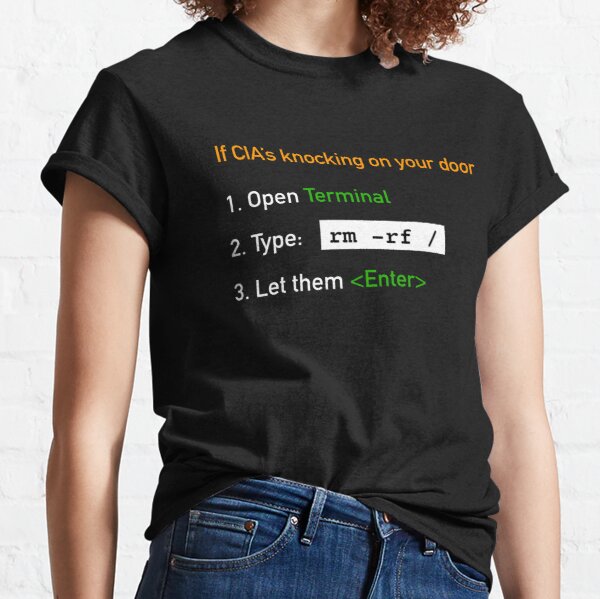 If CIA's knocking on your door
1. Open Terminal
2. Type: rm -rf /
3. Let them <Enter>